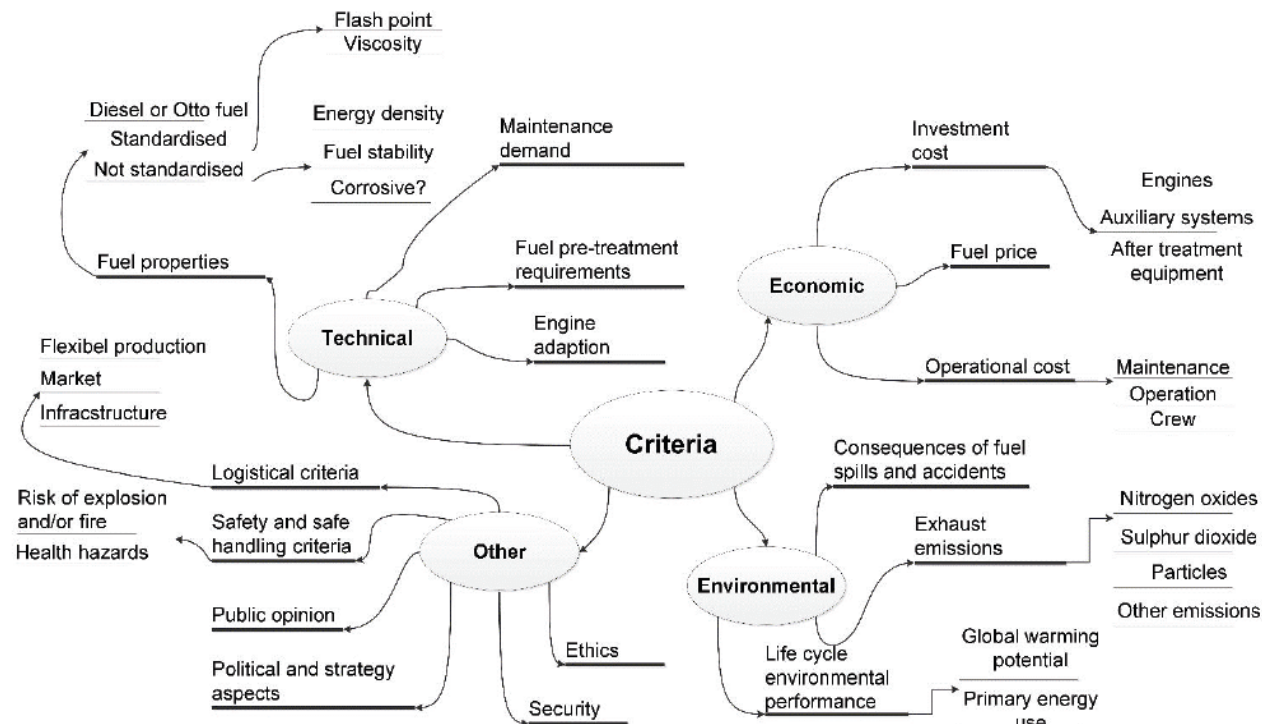 Flash point
Viscosity
Diesel or Otto fuel
Standardised
Not standardised
Energy density
Fuel stability
Corrosive?
Maintenance
demand
Fuel properties
Fuel pre-treatment
requirements
Technical
Engine
adaption
Investment
cost
Engines
Auxiliary systems
After treatment
equipment
Fuel price
Economic
Operational cost
Maintenance
Operation
Crew
Criteria
Flexibel production
Market
Infracstructure
Logistical criteria
Risk of explosion
and/or fire
Health hazards
Safety and safe
handling criteria
Other
Public opinion
Political and strategy
aspects
Ethics
Security
Consequences of fuel
spills and accidents
Exhaust
emissions
Nitrogen oxides
Sulphur dioxide
Particles
Other emissions
Environmental
Life cycle
environmental
performance
Global warming
potential
Primary energy
use